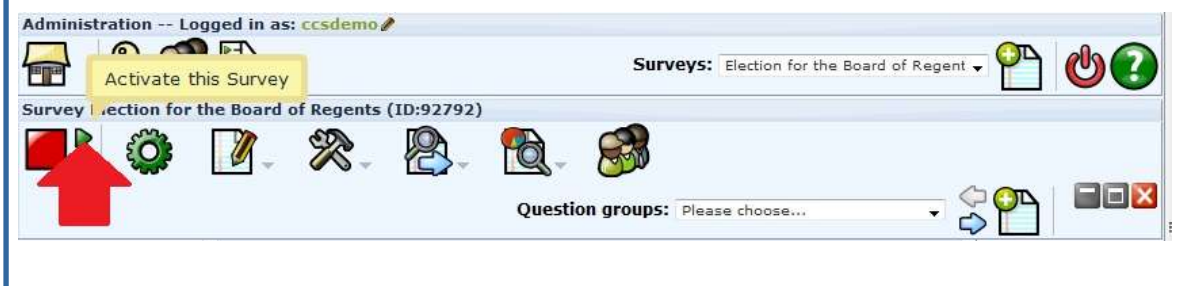 Administration -- Logged in as: ccsdemo
Activate this Survey
Surveys: Election for the Board of Regent
Survey Election for the Board of Regents (ID:92792)
Question groups: Please choose...